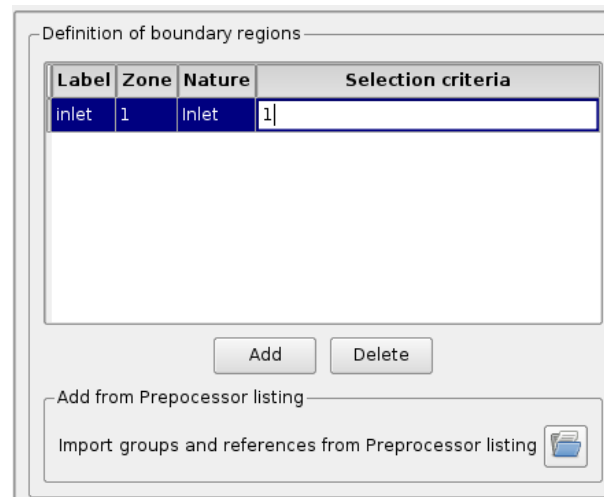 Definition of boundary regions
Label Zone Nature Selection criteria
inlet 1 Inlet 1
Add Delete
Add from Prepocessor listing
Import groups and references from Preprocessor listing